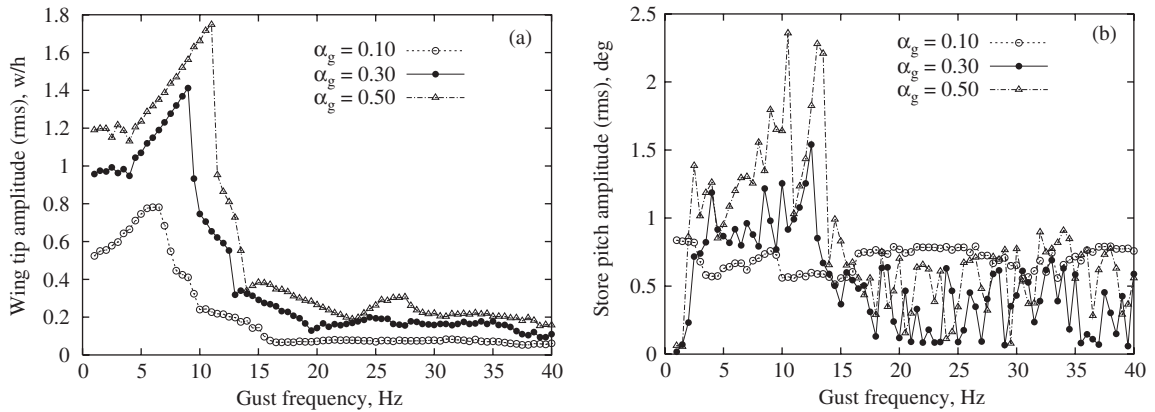 (a)
α_g = 0.10
α_g = 0.30
α_g = 0.50
Wing tip amplitude (rms), w/h
1.8
1.6
1.4
1.2
1
0.8
0.6
0.4
0.2
0
0 5 10 15 20 25 30 35 40
Gust frequency, Hz
(b)
α_g = 0.10
α_g = 0.30
α_g = 0.50
Store pitch amplitude (rms), deg
2.5
2
1.5
1
0.5
0
0 5 10 15 20 25 30 35 40
Gust frequency, Hz